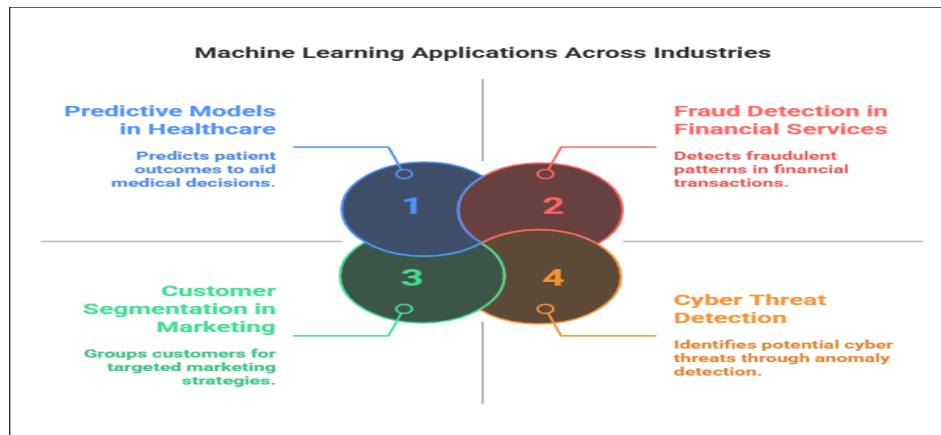 Machine Learning Applications Across Industries
Predictive Models
in Healthcare
Predicts patient
outcomes to aid
medical decisions.
Fraud Detection in
Financial Services
Detects fraudulent
patterns in financial
transactions.
1
2
3
4
Customer
Segmentation in
Marketing
Groups customers for
targeted marketing
strategies.
Cyber Threat
Detection
Identifies potential cyber
threats through anomaly
detection.